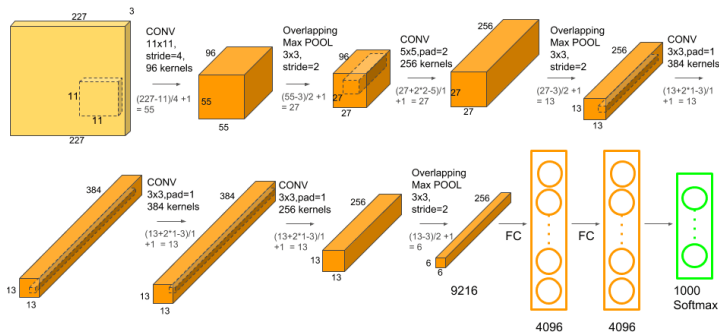 227
3
11
11
227
CONV
11x11,
stride=4,
96 kernels
(227-11)/4 +1
= 55
96
55
55
Overlapping
Max POOL
3x3,
stride=2
(55-3)/2 +1
= 27
96
27
27
CONV
5x5,pad=2
256 kernels
(27+2*2-5)/1
+1 = 27
256
27
27
Overlapping
Max POOL
3x3,
stride=2
(27-3)/2 +1
= 13
256
13
13
CONV
3x3,pad=1
384 kernels
(13+2*1-3)/1
+1 = 13
384
13
13
CONV
3x3,pad=1
384 kernels
(13+2*1-3)/1
+1 = 13
384
13
13
CONV
3x3,pad=1
256 kernels
(13+2*1-3)/1
+1 = 13
256
13
13
Overlapping
Max POOL
3x3,
stride=2
(13-3)/2 +1
= 6
256
6
6
9216
FC
4096
FC
4096
1000
Softmax